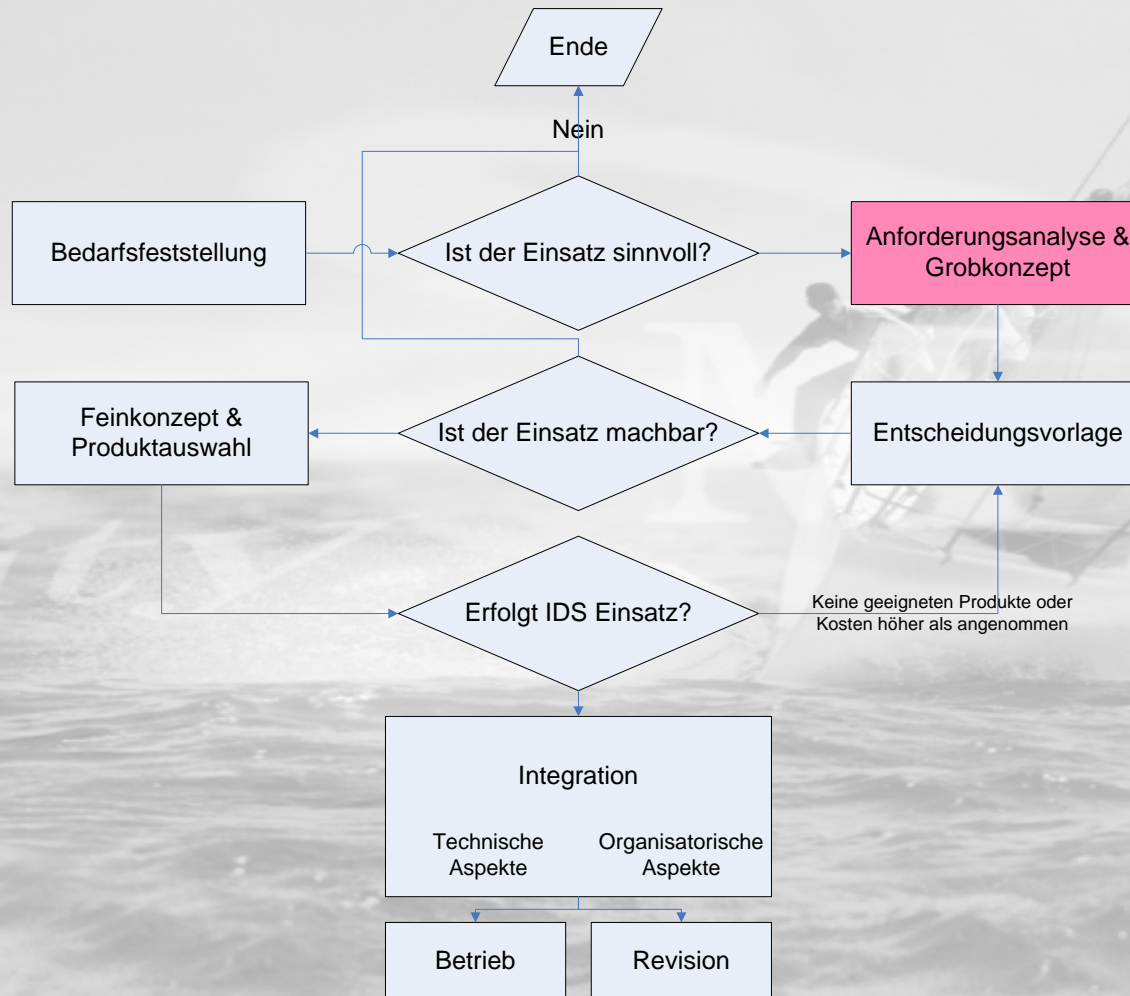 Ende
Nein
Bedarfsfeststellung
Ist der Einsatz sinnvoll?
Anforderungsanalyse &
Grobkonzept
Feinkonzept &
Produktauswahl
Ist der Einsatz machbar?
Entscheidungsvorlage
Erfolgt IDS Einsatz?
Keine geeigneten Produkte oder
Kosten höher als angenommen
Integration
Technische
Aspekte
Organisatorische
Aspekte
Betrieb
Revision